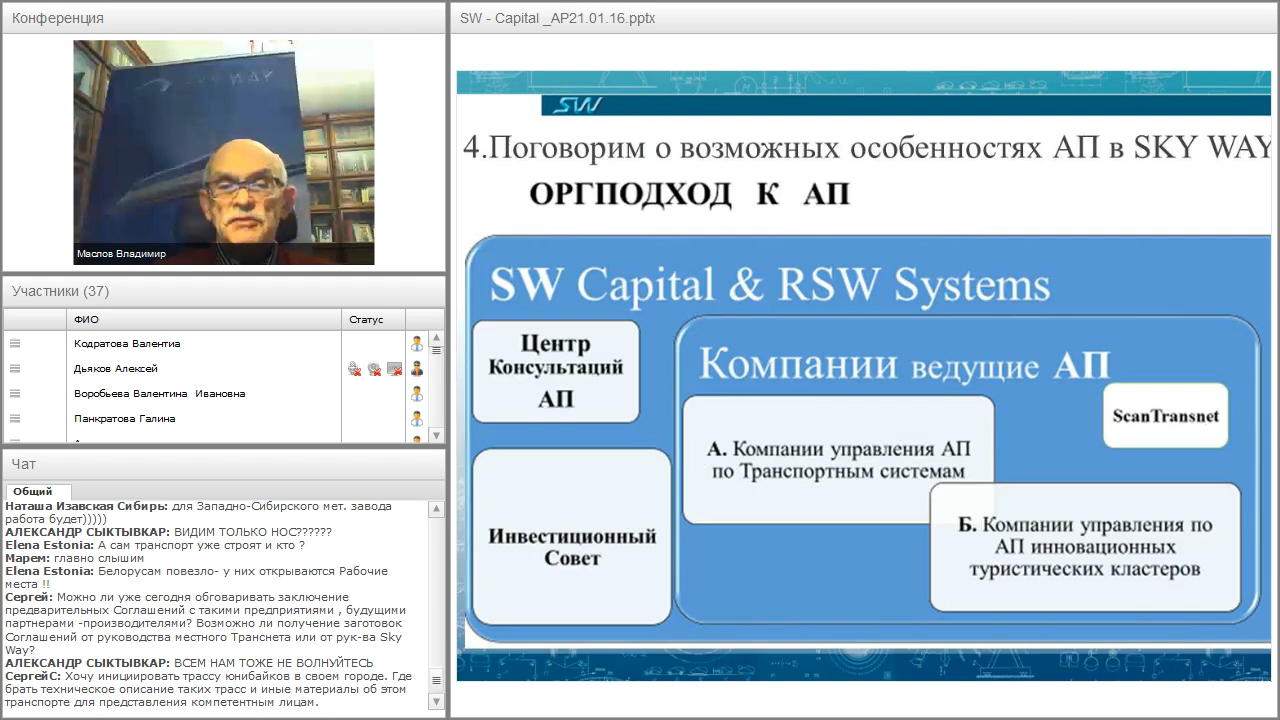 Конференция
Маслов Владимир
Участники (37)
ФИО
Статус
Кодратова Валентиа
Дьяков Алексей
Воробьева Валентина Ивановна
Панкратова Галина
Чат
Общий
Наташа Изавская Сибирь: для Западно-Сибирского мет. завода
работа будет)))))
АЛЕКСАНДР СЫКТЫВКАР: ВИДИМ ТОЛЬКО НОС??????
Elena Estonia: А сам транспорт уже строят и кто ?
Марем: главно слышим
Elena Estonia: Белорусам повезло- у них открываются Рабочие
места !!
Сергей: Можно ли уже сегодня обговаривать заключение
предварительных Соглашений с такими предприятиями , будущими
партнерами -производителями? Возможно ли получение заготовок
Соглашений от руководства местного Транснета или от рук-ва Sky
Way?
АЛЕКСАНДР СЫКТЫВКАР: ВСЕМ НАМ ТОЖЕ НЕ ВОЛНУЙТЕСЬ
СЕргейС: Хочу инициировать трассу юнибайков в своем городе. Где
брать техническое описание таких трасс и иные материалы об этом
транспорте для представления компетентным лицам.
SW - Capital _AP21.01.16.pptx
SW
4.Поговорим о возможных особенностях АП в SKY WAY
ОРГПОДХОД К АП
SW Capital & RSW Systems
Центр
Консультаций
АП
Инвестиционный
Совет
Компании ведущие АП
ScanTransnet
А. Компании управления АП
по Транспортным системам
Б. Компании управления по
АП инновационных
туристических кластеров